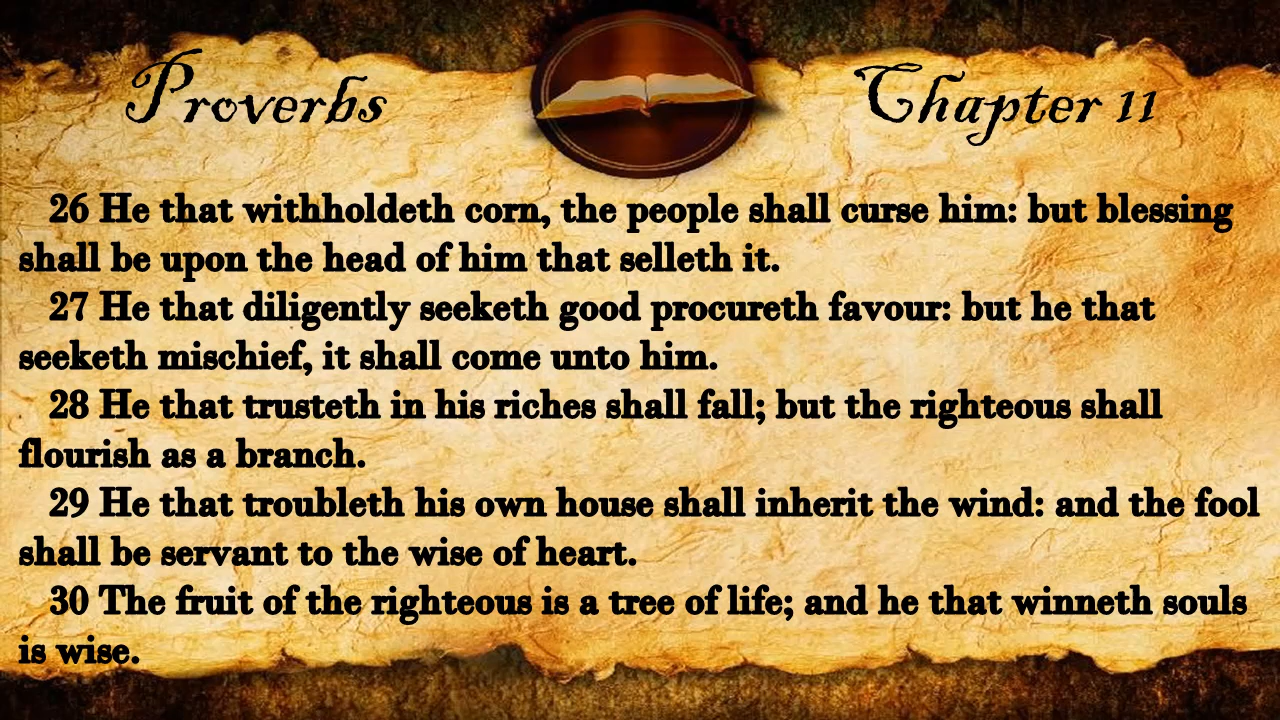 Proverbs
Chapter 11
26 He that withholdeth corn, the people shall curse him: but blessing
shall be upon the head of him that selleth it.
27 He that diligently seeketh good procureth favour: but he that
seeketh mischief, it shall come unto him.
28 He that trusteth in his riches shall fall; but the righteous shall
flourish as a branch.
29 He that troubleth his own house shall inherit the wind: and the fool
shall be servant to the wise of heart.
30 The fruit of the righteous is a tree of life; and he that winneth souls
is wise.